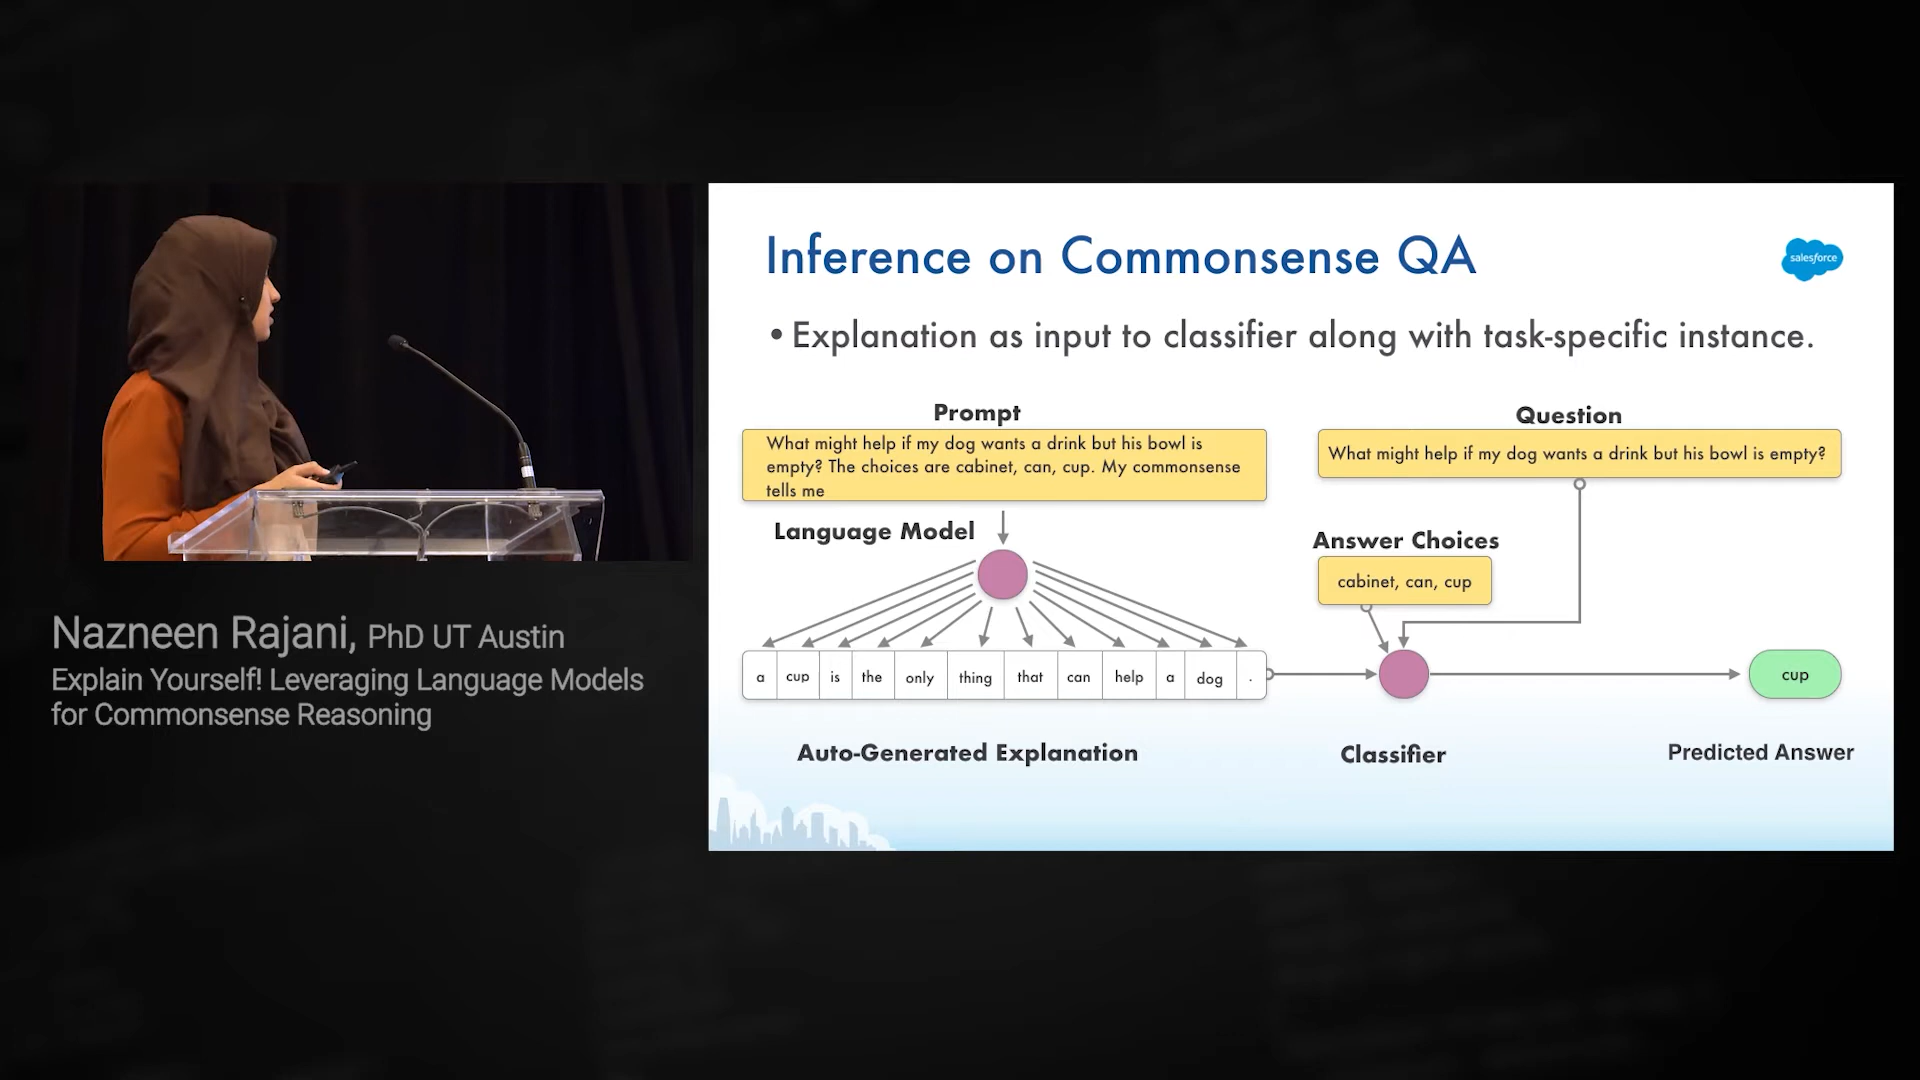 Nazneen Rajani, PhD UT Austin
Explain Yourself! Leveraging Language Models
for Commonsense Reasoning
Inference on Commonsense QA
salesforce
• Explanation as input to classifier along with task-specific instance.
Prompt
What might help if my dog wants a drink but his bowl is
empty? The choices are cabinet, can, cup. My commonsense
tells me
Language Model
a cup is the only thing that can help a dog .
Auto-Generated Explanation
Question
What might help if my dog wants a drink but his bowl is empty?
Answer Choices
cabinet, can, cup
Classifier
cup
Predicted Answer